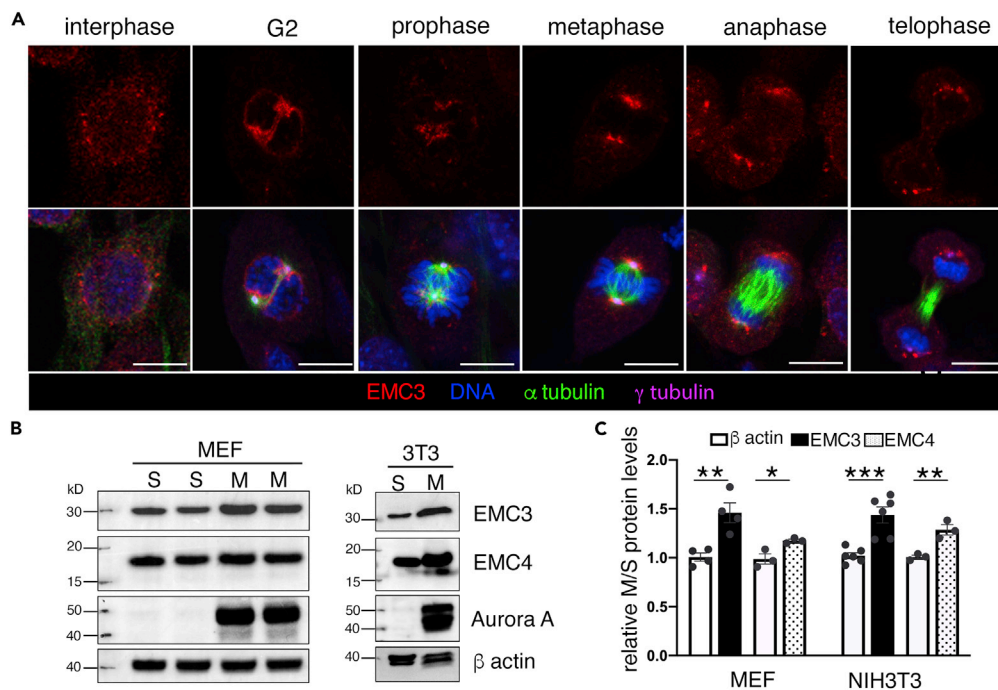 A
interphase G2 prophase metaphase anaphase telophase
EMC3 DNA α tubulin γ tubulin
B
MEF 3T3
S S M M S M
kD kD
30 30 EMC3
20 20
15 15 EMC4
50 50
40 40 Aurora A
40 40 β actin
C
β actin EMC3 EMC4
relative M/S protein levels
2.0
1.5
1.0
0.5
0.0
** * *** **
MEF NIH3T3